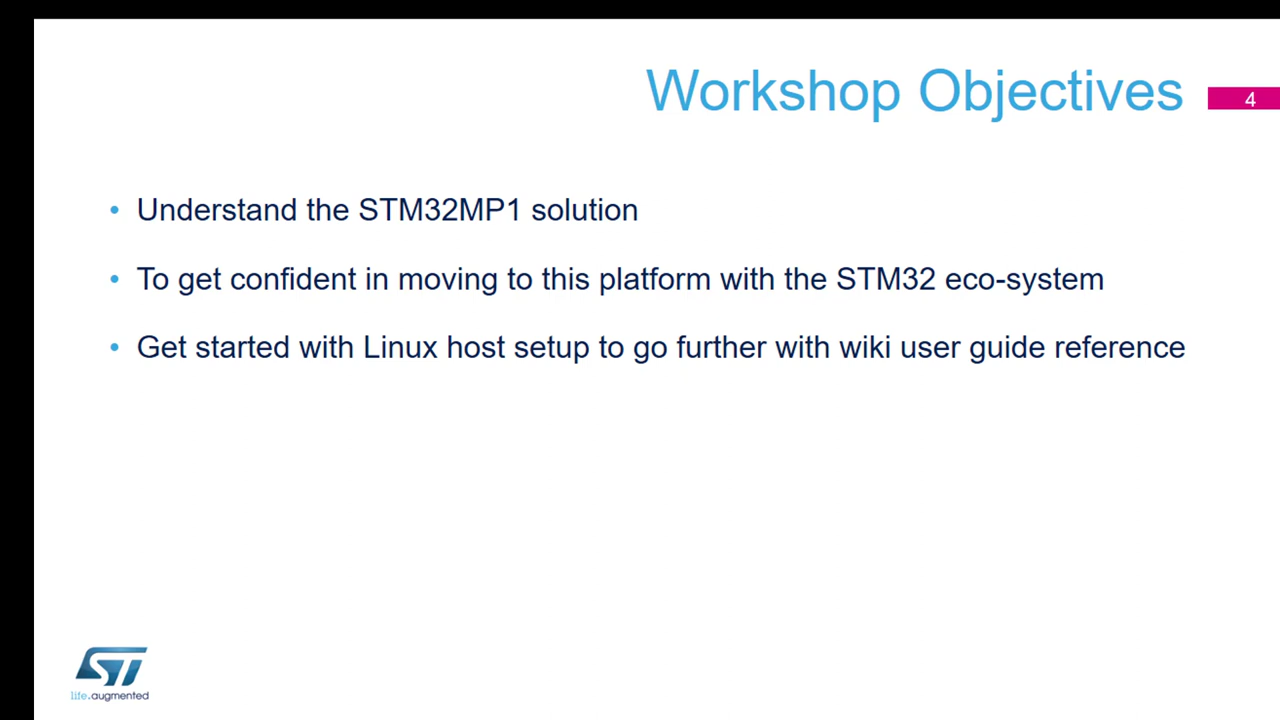 Workshop Objectives
4
• Understand the STM32MP1 solution
• To get confident in moving to this platform with the STM32 eco-system
• Get started with Linux host setup to go further with wiki user guide reference
ST
life.augmented